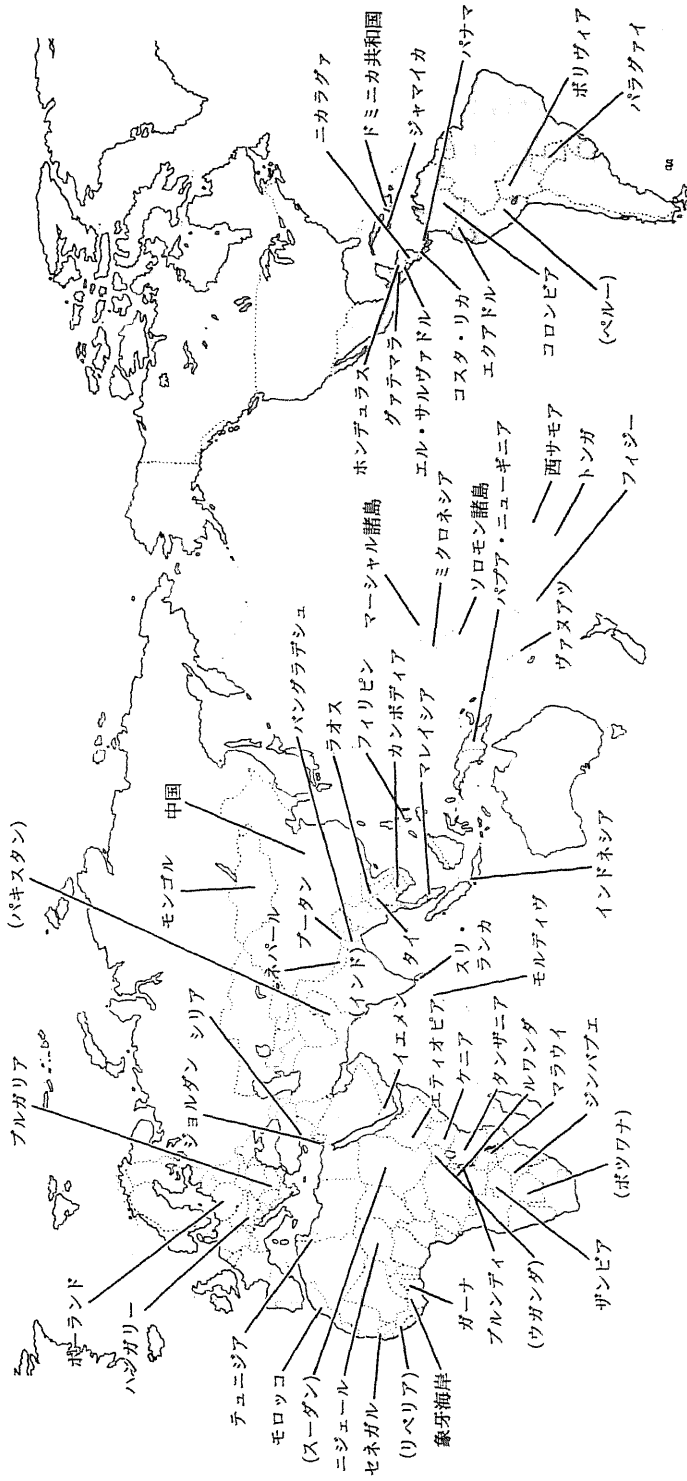 (パキスタン)
ブルガリア
ポーランド
ハンガリー
ジョルダン
シリア
モンゴル
中国
ネパール
ブータン
(インド)
バングラデシュ
ラオス
タイ
フィリピン
カンボディア
マレイシア
スリ・
ランカ
モルディヴ
インドネシア
マーシャル諸島
ミクロネシア
ソロモン諸島
パプア・ニューギニア
西サモア
トンガ
フィジー
ヴァヌアツ
テュニジア
モロッコ
(スーダン)
ニジェール
セネガル
(リベリア)
象牙海岸
ガーナ
ブルンディ
(ウガンダ)
ザンビア
(ボツワナ)
ジンバブエ
マラウイ
ルワンダ
タンザニア
ケニア
エティオピア
イエメン
ニカラグァ
ドミニカ共和国
ジャマイカ
パナマ
ホンデュラス
グァテマラ
エル・サルヴァドル
コスタ・リカ
エクアドル
コロンビア
(ペルー)
ボリヴィア
パラグァイ